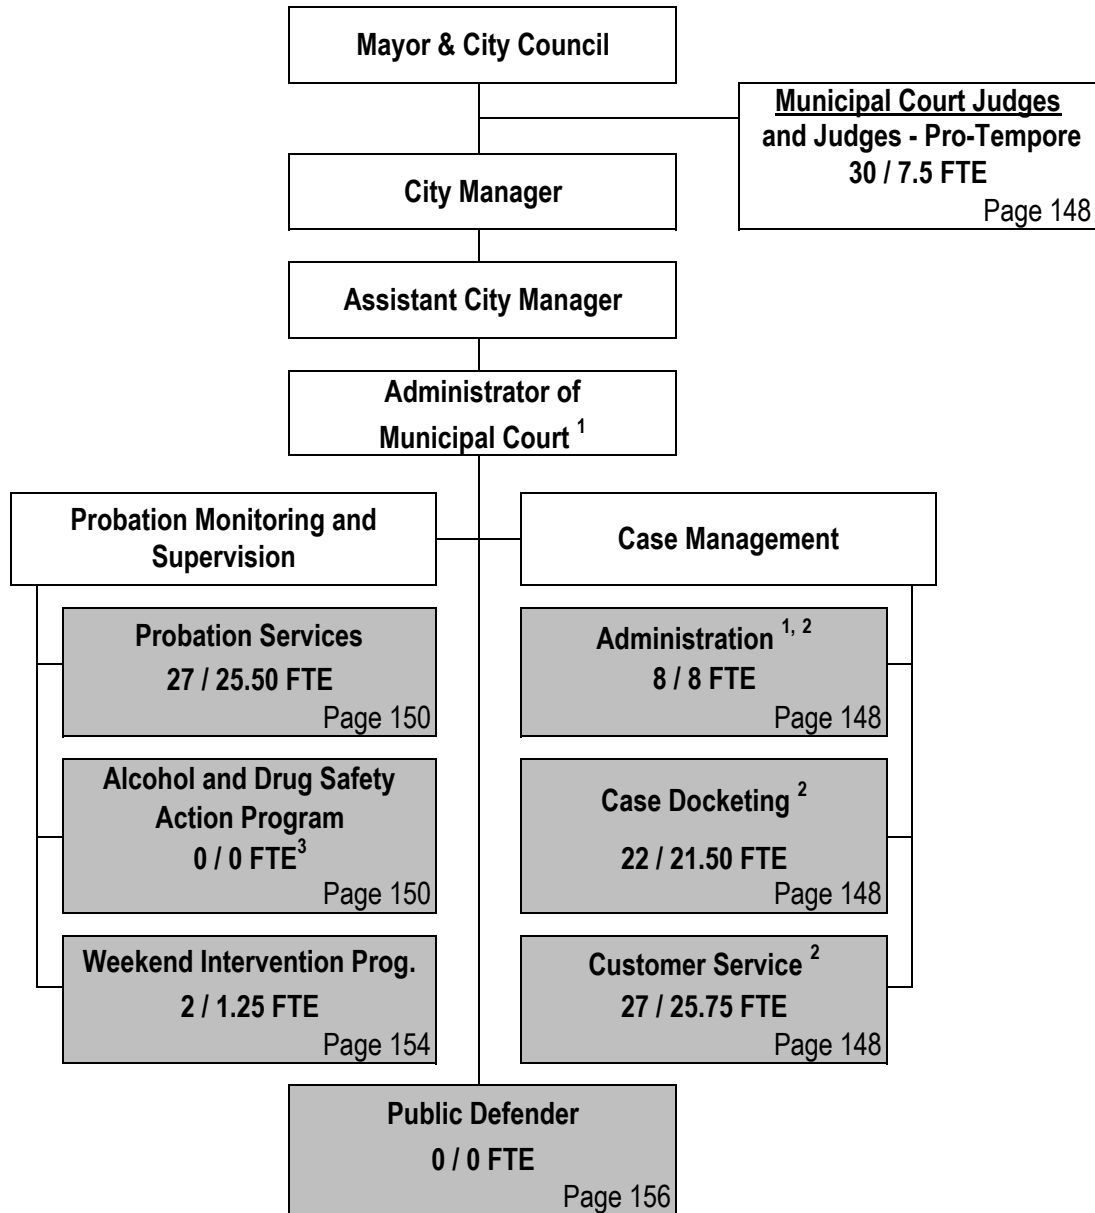 Mayor & City Council
Municipal Court Judges
and Judges - Pro-Tempore
30 / 7.5 FTE
Page 148
City Manager
Assistant City Manager
Administrator of
Municipal Court 1
Probation Monitoring and
Supervision
Case Management
Probation Services
27 / 25.50 FTE
Page 150
Administration 1, 2
8 / 8 FTE
Page 148
Alcohol and Drug Safety
Action Program
0 / 0 FTE3
Page 150
Case Docketing 2
22 / 21.50 FTE
Page 148
Weekend Intervention Prog.
2 / 1.25 FTE
Page 154
Customer Service 2
27 / 25.75 FTE
Page 148
Public Defender
0 / 0 FTE
Page 156